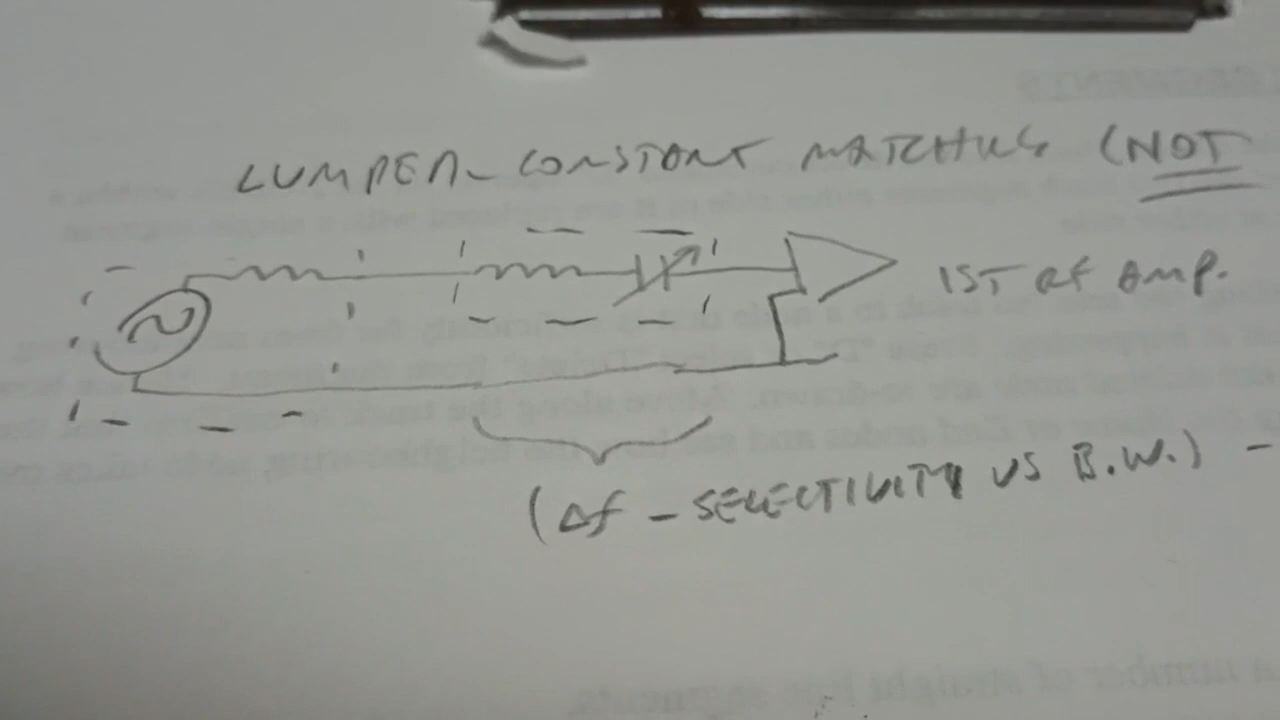 LUMPED-CONSTANT MATCHING (NOT
1ST RF AMP.
(Δf - SELECTIVITY VS B.W.) -